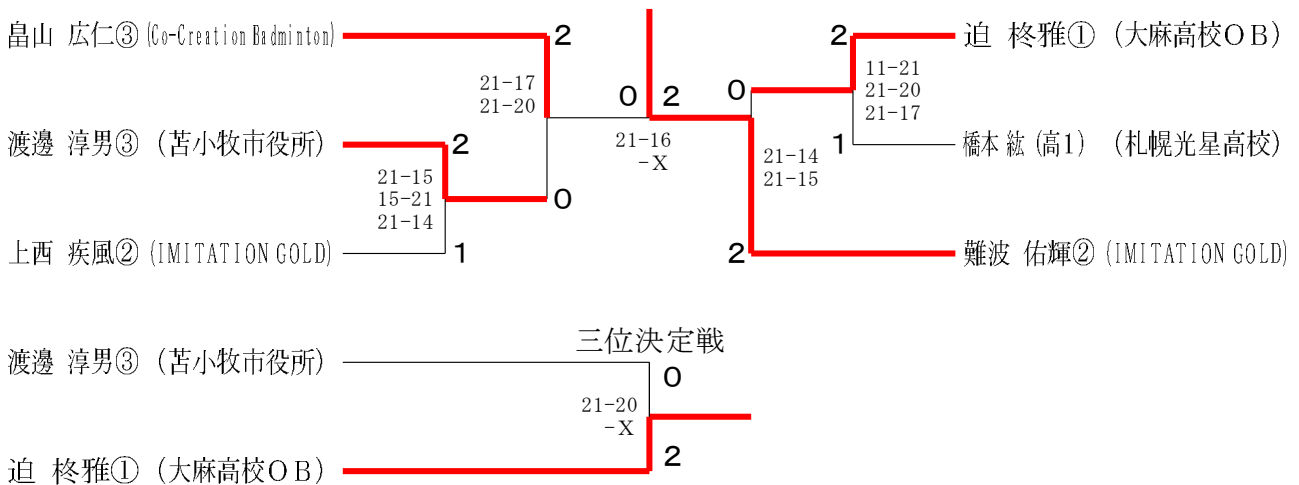 畠山 広仁③ (Co-Creation Badminton)
2
21-17
21-20
渡邊 淳男③ (苫小牧市役所)
2
21-15
15-21
21-14
0
上西 疾風② (IMITATION GOLD)
1
0
2
21-16
-X
0
2
迫 柊雅① (大麻高校OB)
11-21
21-20
21-17
1
橋本 紘 (高1) (札幌光星高校)
21-14
21-15
2
難波 佑輝② (IMITATION GOLD)
三位決定戦
渡邊 淳男③ (苫小牧市役所)
0
21-20
-X
迫 柊雅① (大麻高校OB)
2